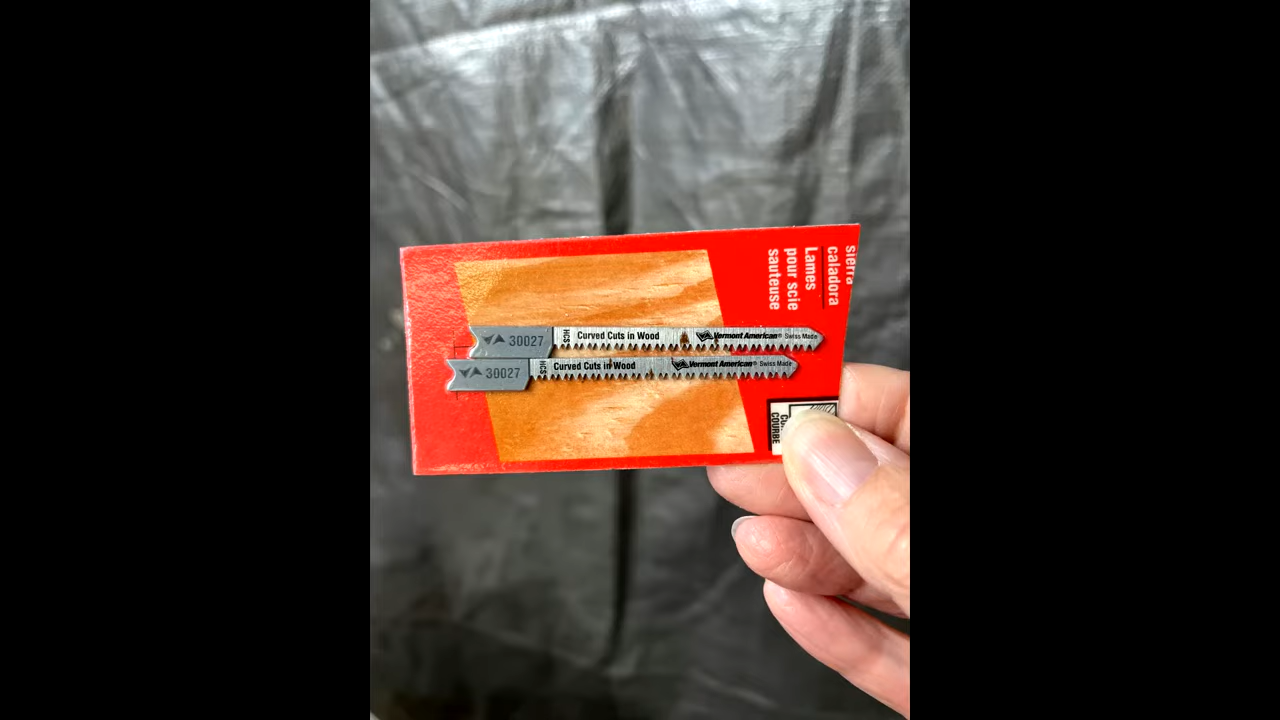 sierra
caladora
Lames
pour scie
sauteuse
30027 HCS Curved Cuts in Wood Vermont American® Swiss Made
30027 HCS Curved Cuts in Wood Vermont American® Swiss Made
COURBE